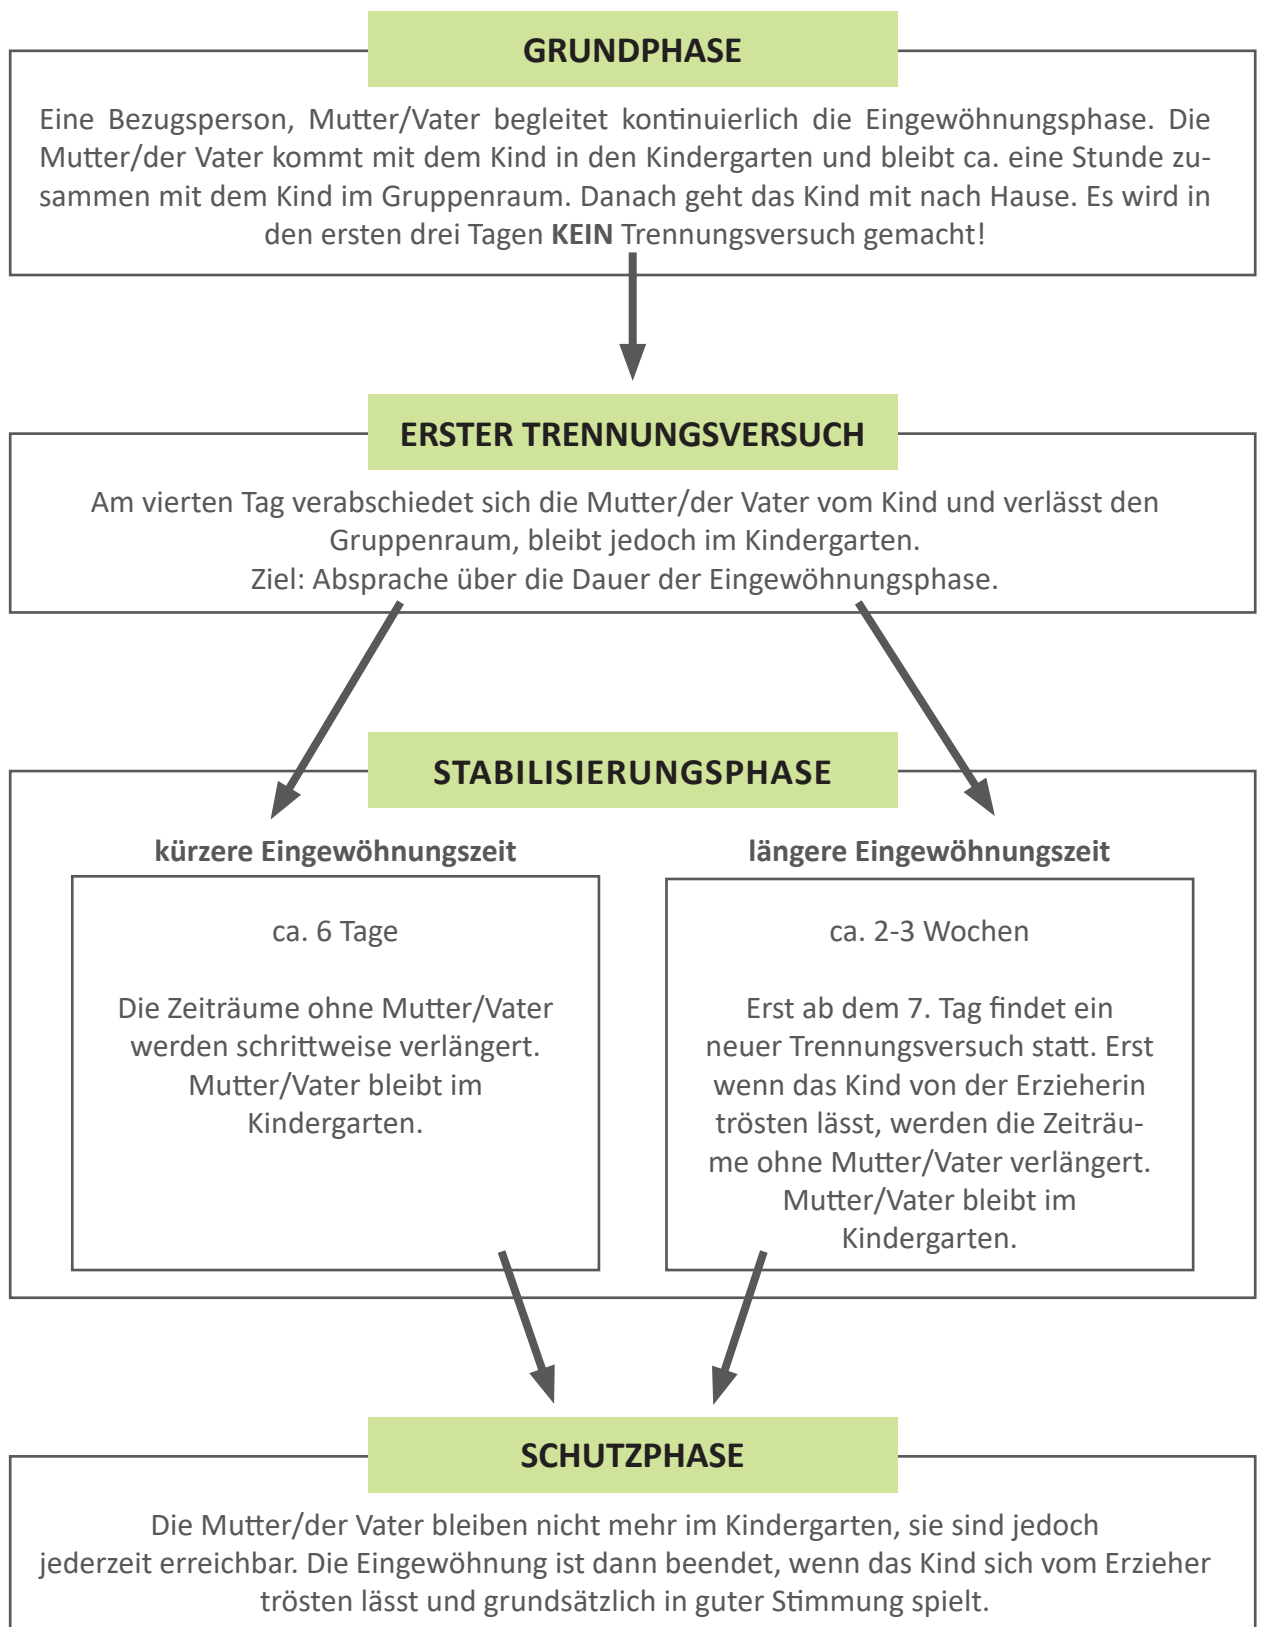 GRUNDPHASE
Eine Bezugsperson, Mutter/Vater begleitet kontinuierlich die Eingewöhnungsphase. Die
Mutter/der Vater kommt mit dem Kind in den Kindergarten und bleibt ca. eine Stunde zu-
sammen mit dem Kind im Gruppenraum. Danach geht das Kind mit nach Hause. Es wird in
den ersten drei Tagen KEIN Trennungsversuch gemacht!
ERSTER TRENNUNGSVERSUCH
Am vierten Tag verabschiedet sich die Mutter/der Vater vom Kind und verlässt den
Gruppenraum, bleibt jedoch im Kindergarten.
Ziel: Absprache über die Dauer der Eingewöhnungsphase.
STABILISIERUNGSPHASE
kürzere Eingewöhnungszeit
ca. 6 Tage
Die Zeiträume ohne Mutter/Vater
werden schrittweise verlängert.
Mutter/Vater bleibt im
Kindergarten.
längere Eingewöhnungszeit
ca. 2-3 Wochen
Erst ab dem 7. Tag findet ein
neuer Trennungsversuch statt. Erst
wenn das Kind von der Erzieherin
trösten lässt, werden die Zeiträu-
me ohne Mutter/Vater verlängert.
Mutter/Vater bleibt im
Kindergarten.
SCHUTZPHASE
Die Mutter/der Vater bleiben nicht mehr im Kindergarten, sie sind jedoch
jederzeit erreichbar. Die Eingewöhnung ist dann beendet, wenn das Kind sich vom Erzieher
trösten lässt und grundsätzlich in guter Stimmung spielt.